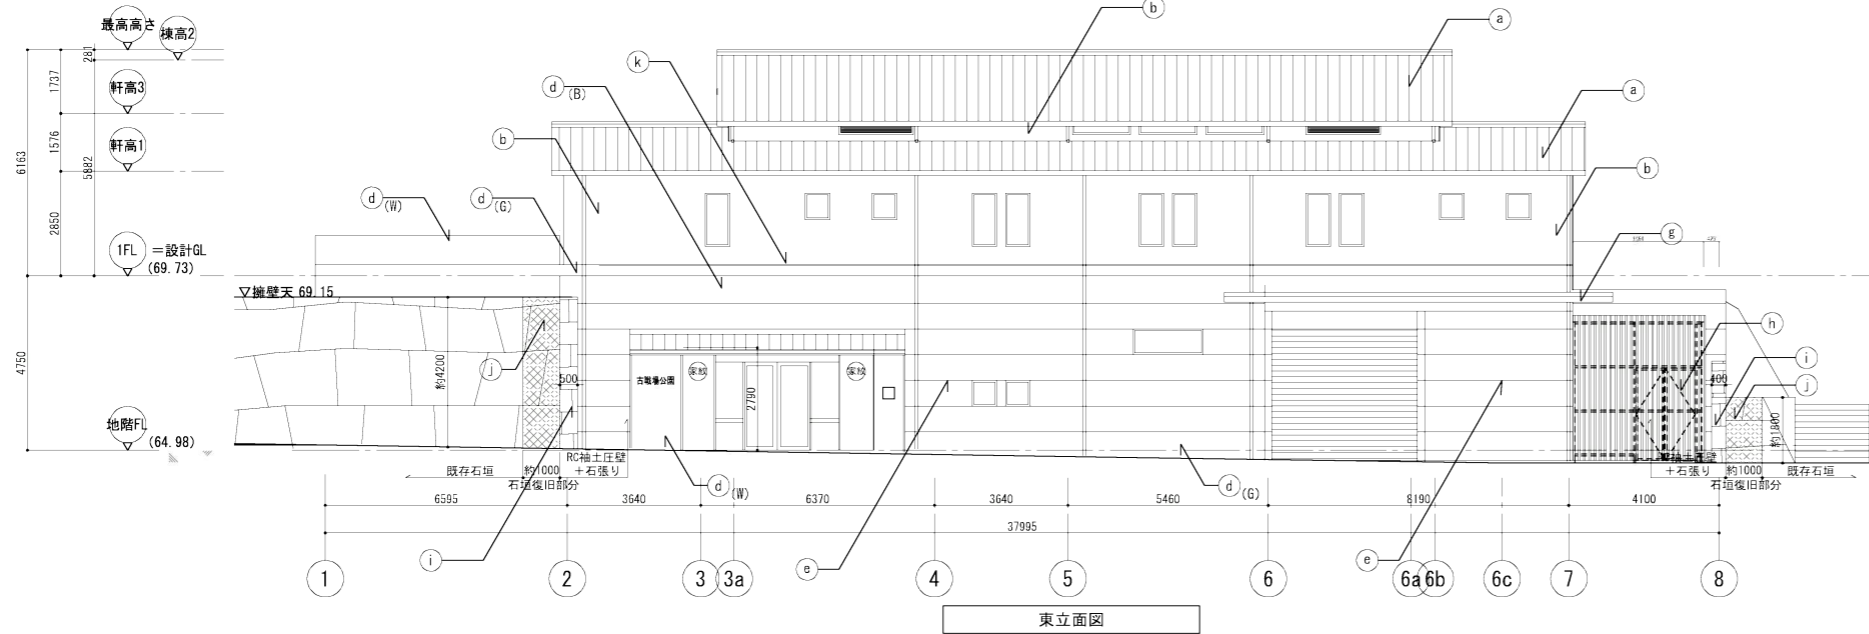 最高高さ
棟高2
軒高3
軒高1
1FL
=設計GL
(69.73)
▽擁壁天 69.15
地階FL
(64.98)
281
1737
1576
5882
6163
2850
4750
b
a
k
d
(B)
a
b
b
d
(W)
d
(G)
g
h
i
j
j
約4200
500
古戦場公園
家紋
家紋
2790
400
約1800
既存石垣
約1000
石垣復旧部分
RC袖土圧壁
+石張り
+石張り
約1000
石垣復旧部分
既存石垣
d
(W)
d
(G)
i
e
e
6595
3640
6370
3640
5460
8190
4100
37995
1
2
3
3a
4
5
6
6a
6b
6c
7
8
東立面図